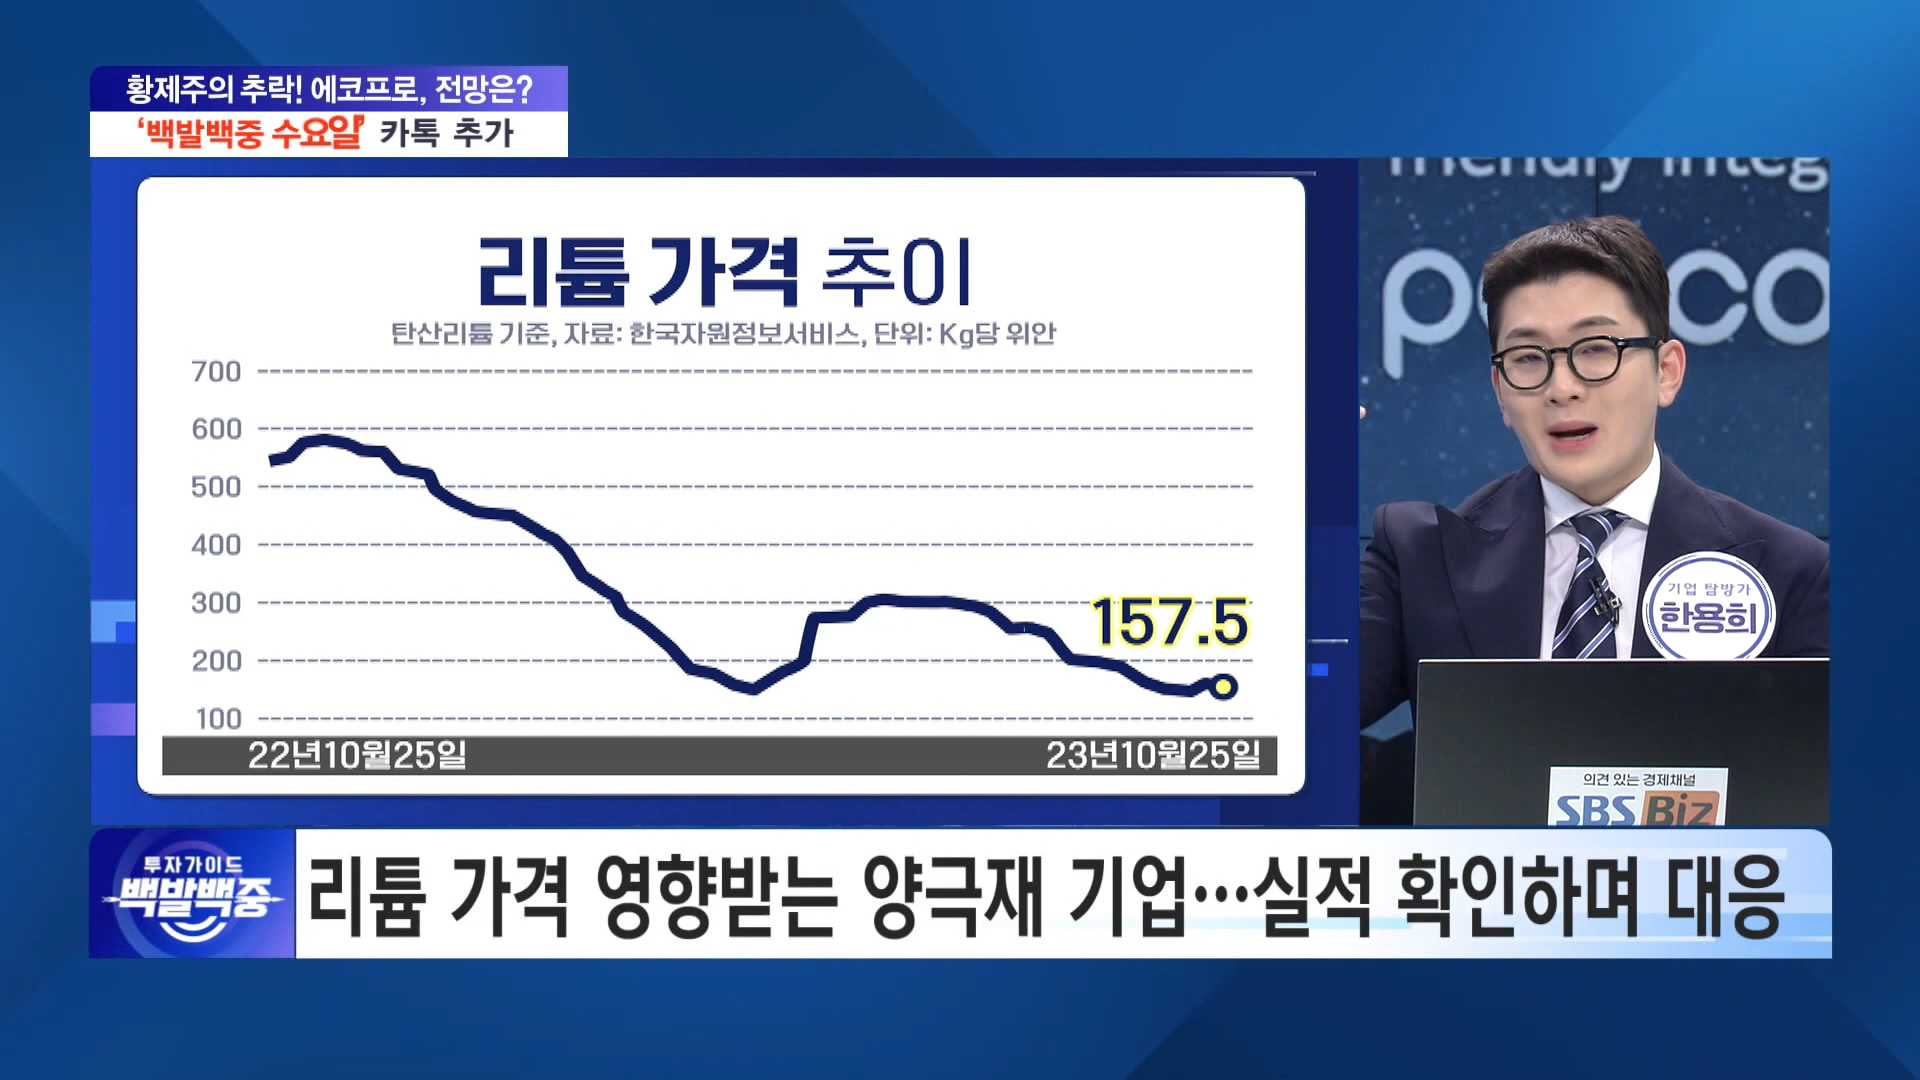 황제주의 추락! 에코프로, 전망은?
‘백발백중 수요일’ 카톡 추가
리튬 가격 추이
탄산리튬 기준, 자료: 한국자원정보서비스, 단위: Kg당 위안
700
600
500
400
300
200
100
157.5
22년10월25일
23년10월25일
기업 탐방가
한용희
의견 있는 경제채널
SBS Biz
투자가이드
백발백중
리튬 가격 영향받는 양극재 기업…실적 확인하며 대응